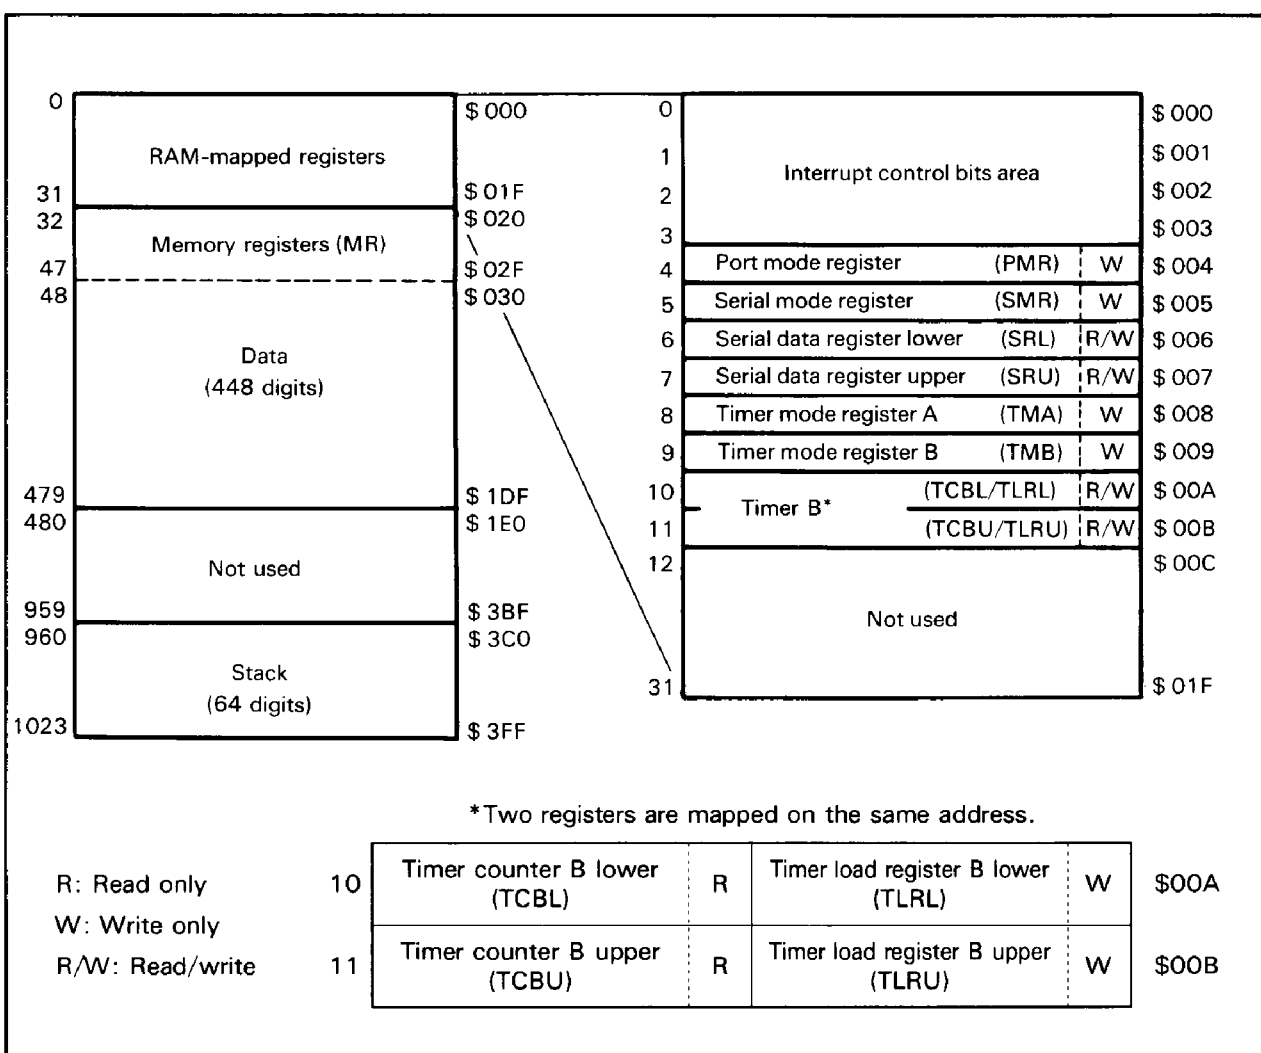 0 $ 000
RAM-mapped registers
31 $ 01F
32 $ 020
Memory registers (MR)
47 $ 02F
48 $ 030
Data
(448 digits)
479 $ 1DF
480 $ 1E0
Not used
959 $ 3BF
960 $ 3C0
Stack
(64 digits)
1023 $ 3FF
0 $ 000
1 $ 001
Interrupt control bits area
2 $ 002
3 $ 003
4 Port mode register (PMR) W $ 004
5 Serial mode register (SMR) W $ 005
6 Serial data register lower (SRL) R/W $ 006
7 Serial data register upper (SRU) R/W $ 007
8 Timer mode register A (TMA) W $ 008
9 Timer mode register B (TMB) W $ 009
10 (TCBL/TLRL) R/W $ 00A
Timer B*
11 (TCBU/TLRU) R/W $ 00B
12 $ 00C
Not used
31 $ 01F
*Two registers are mapped on the same address.
R: Read only
W: Write only
R/W: Read/write
10 Timer counter B lower R Timer load register B lower W $00A
(TCBL) (TLRL)
11 Timer counter B upper R Timer load register B upper W $00B
(TCBU) (TLRU)